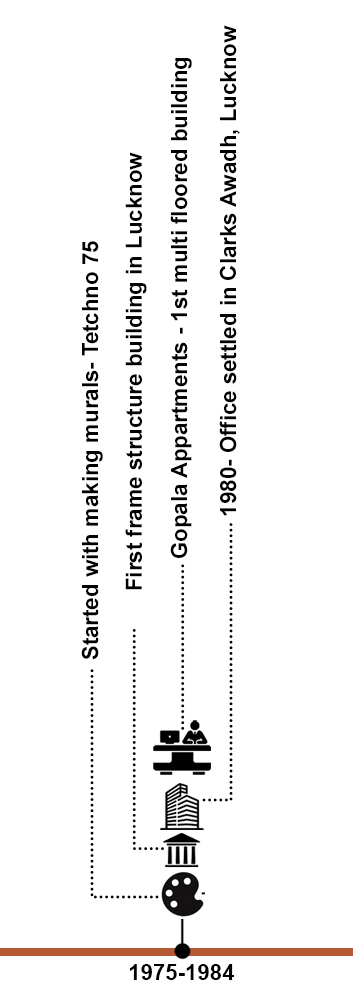 Started with making murals- Tetchno 75
First frame structure building in Lucknow
Gopala Appartments - 1st multi floored building
1980- Office settled in Clarks Awadh, Lucknow
1975-1984